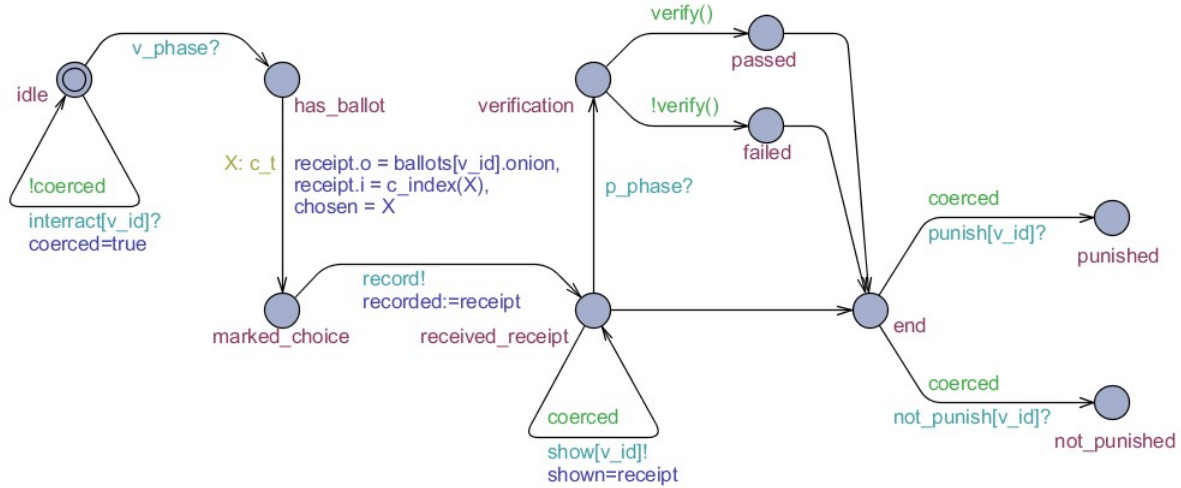 v_phase?
idle
has_ballot
!coerced
interract[v_id]?
coerced=true
X: c_t
receipt.o = ballots[v_id].onion,
receipt.i = c_index(X),
chosen = X
marked_choice
record!
recorded:=receipt
received_receipt
coerced
show[v_id]!
shown=receipt
p_phase?
verification
verify()
passed
!verify()
failed
end
coerced
punish[v_id]?
punished
coerced
not_punish[v_id]?
not_punished